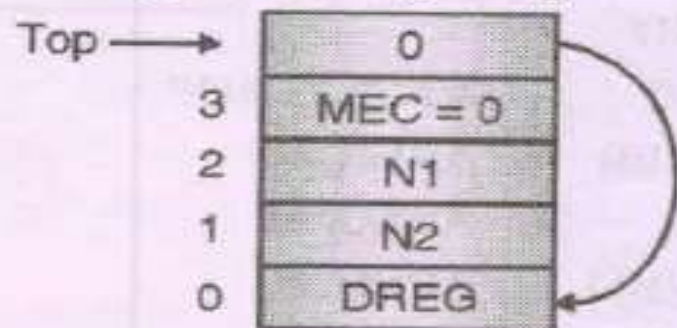 Top 0
3 MEC = 0
2 N1
1 N2
0 DREG